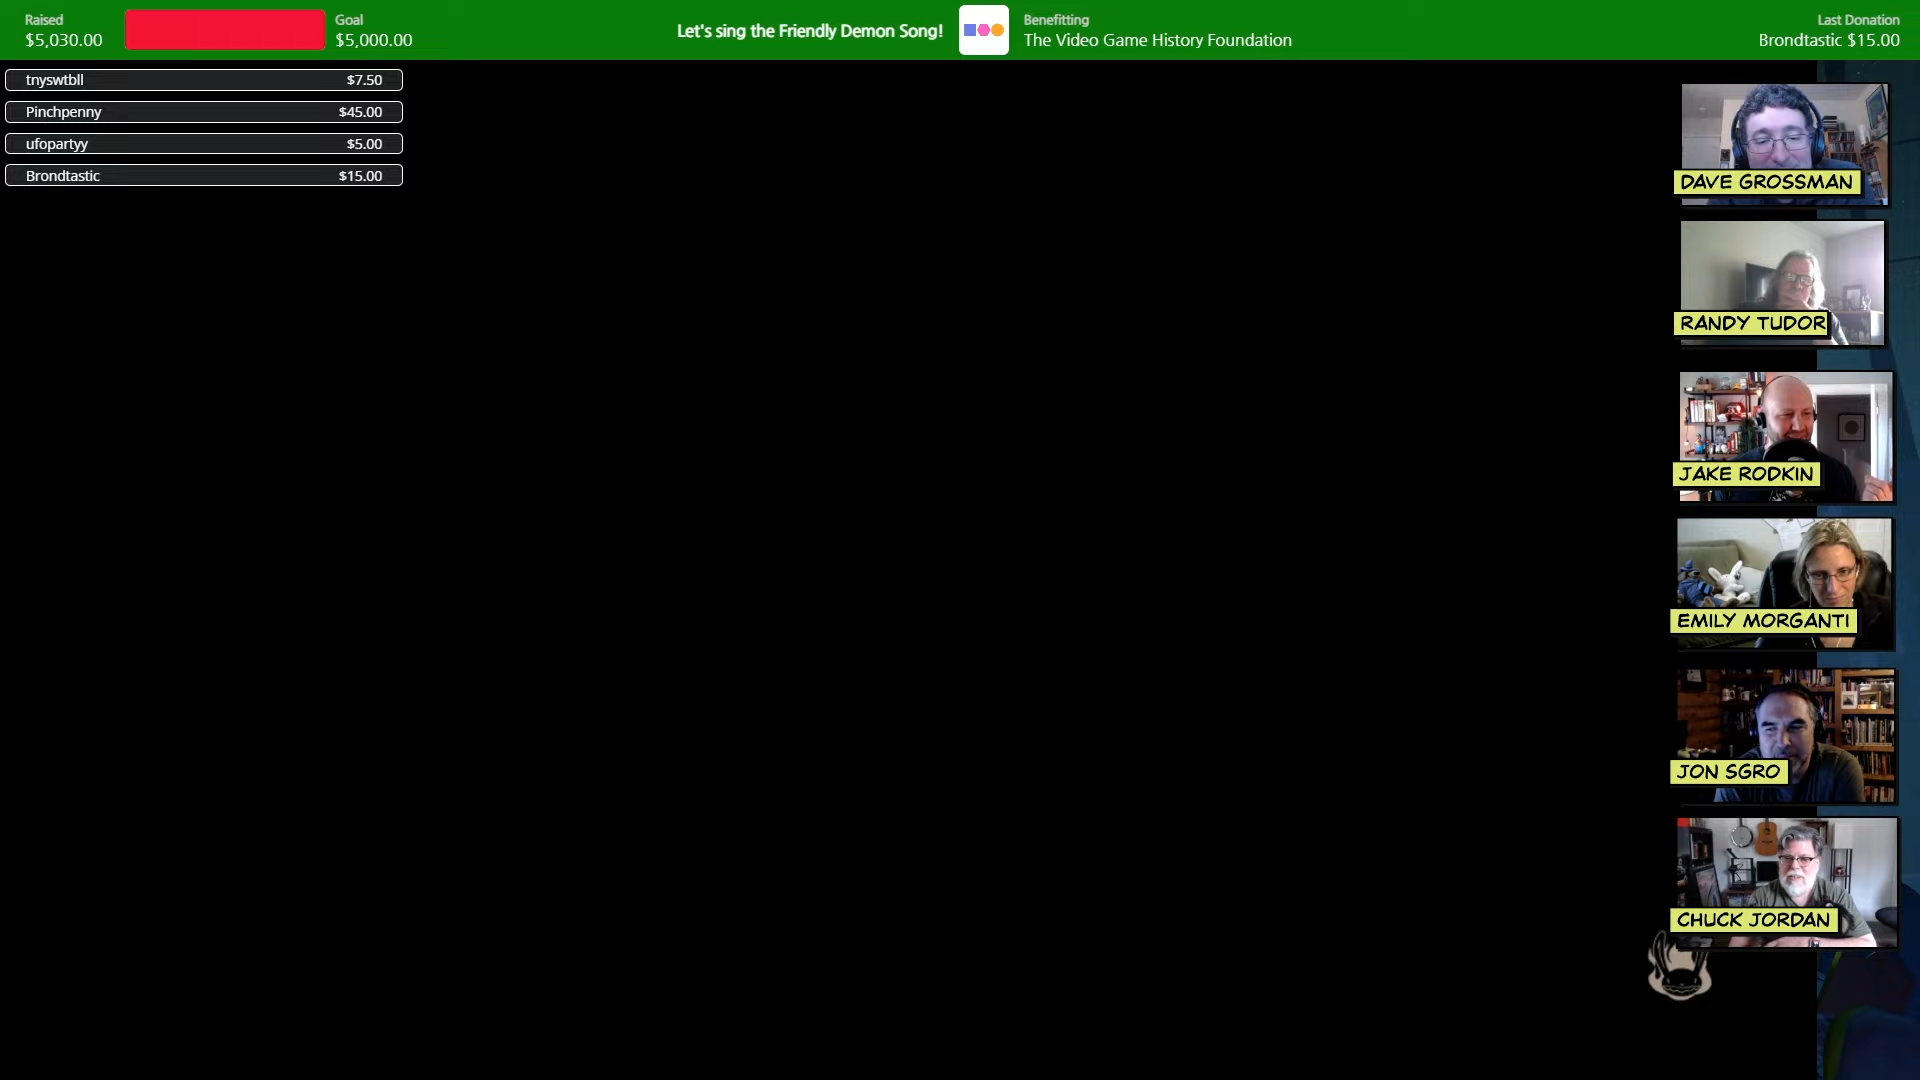 Raised
$5,030.00
Goal
$5,000.00
Let's sing the Friendly Demon Song!
Benefitting
The Video Game History Foundation
Last Donation
Brondtastic $15.00
tnyswtbll $7.50
Pinchpenny $45.00
ufopartyy $5.00
Brondtastic $15.00
DAVE GROSSMAN
RANDY TUDOR
JAKE RODKIN
EMILY MORGANTI
JON SGRO
CHUCK JORDAN